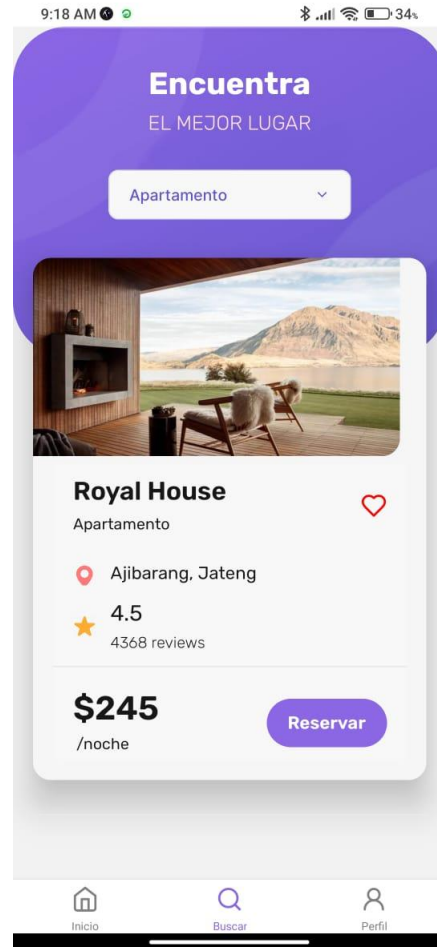 9:18 AM
34%
Encuentra
EL MEJOR LUGAR
Apartamento
Royal House
Apartamento
Ajibarang, Jateng
4.5
4368 reviews
$245
/noche
Reservar
Inicio
Buscar
Perfil